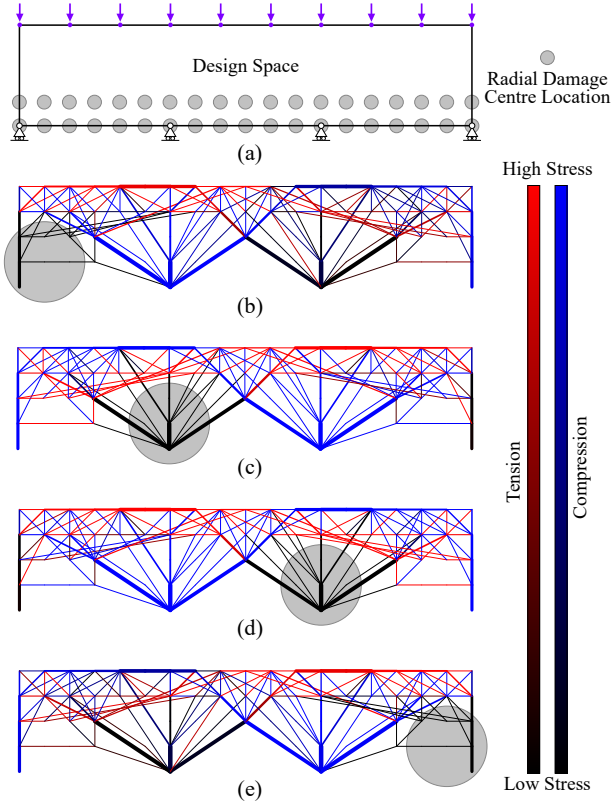 Design Space
Radial Damage
Centre Location
(a)
High Stress
(b)
(c)
Tension
Compression
(d)
(e)
Low Stress